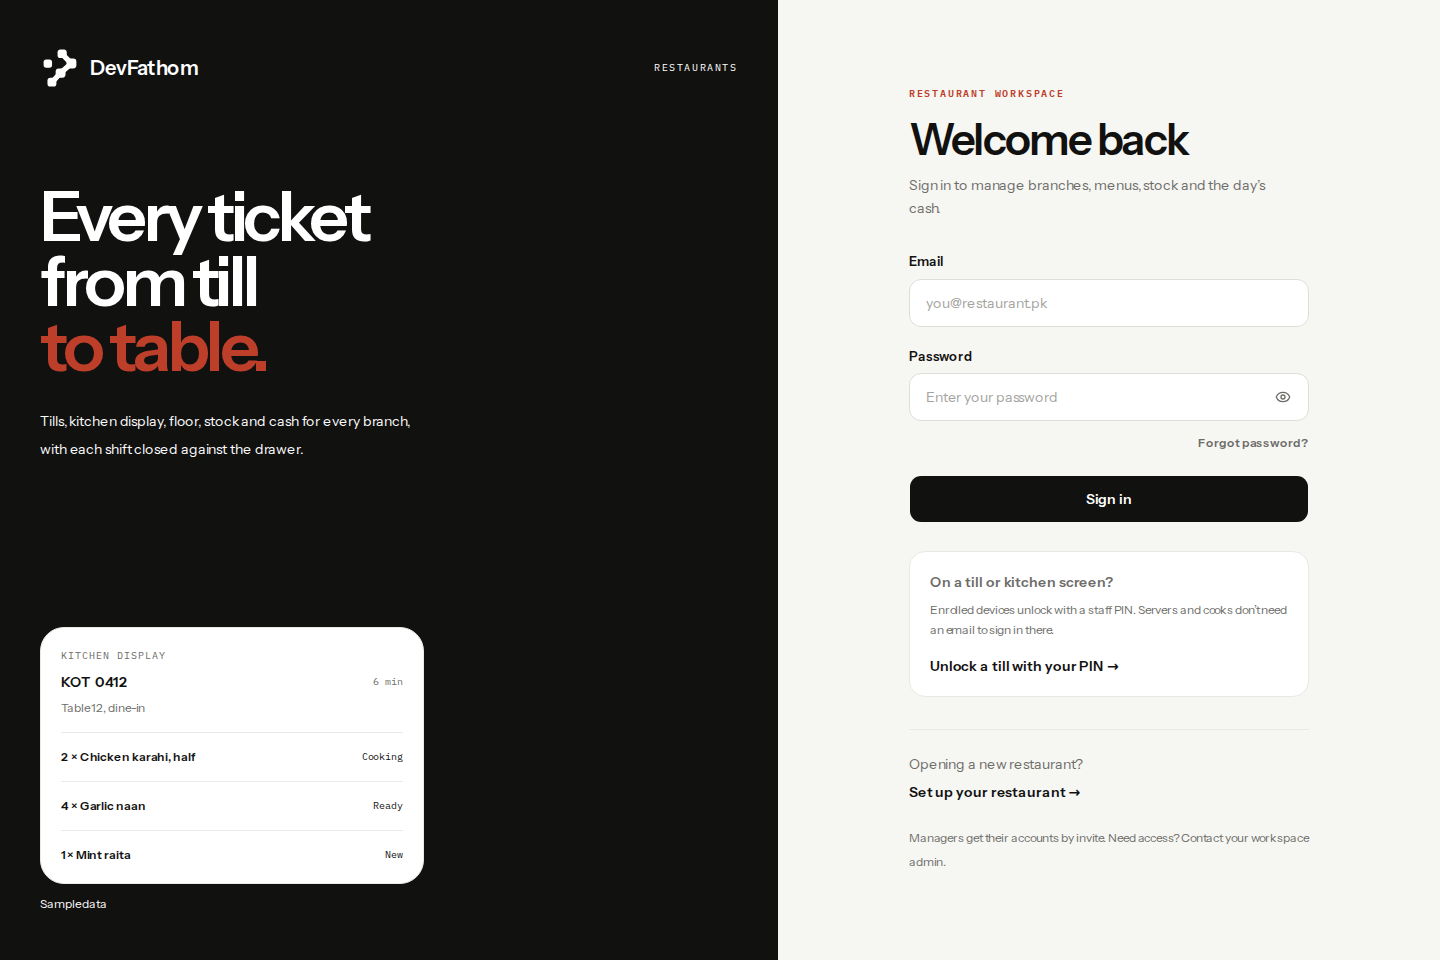 DevFathom
RESTAURANTS
Every ticket
from till
to table.
Tills, kitchen display, floor, stock and cash for every branch,
with each shift closed against the drawer.
KITCHEN DISPLAY
KOT 0412
6 min
Table 12, dine-in
2 × Chicken karahi, half
Cooking
4 × Garlic naan
Ready
1 × Mint raita
New
Sample data
RESTAURANT WORKSPACE
Welcome back
Sign in to manage branches, menus, stock and the day’s
cash.
Email
you@restaurant.pk
Password
Enter your password
Forgot password?
Sign in
On a till or kitchen screen?
Enrolled devices unlock with a staff PIN. Servers and cooks don’t need
an email to sign in there.
Unlock a till with your PIN →
Opening a new restaurant?
Set up your restaurant →
Managers get their accounts by invite. Need access? Contact your workspace
admin.